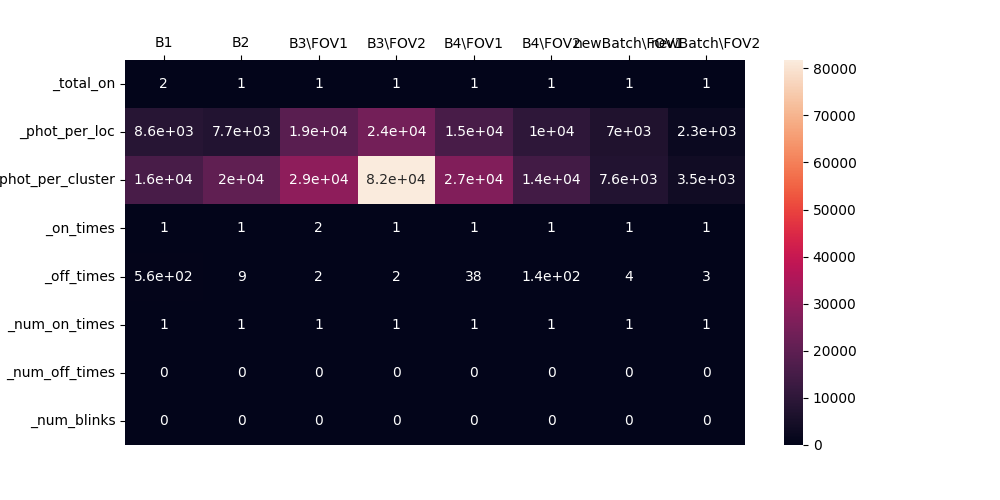 B1 B2 B3\FOV1 B3\FOV2 B4\FOV1 B4\FOV2 newBatch\FOV1 newBatch\FOV2
_total_on 2 1 1 1 1 1 1 1 80000
_phot_per_loc 8.6e+03 7.7e+03 1.9e+04 2.4e+04 1.5e+04 1e+04 7e+03 2.3e+03 70000
phot_per_cluster 1.6e+04 2e+04 2.9e+04 8.2e+04 2.7e+04 1.4e+04 7.6e+03 3.5e+03 60000
50000
_on_times 1 1 2 1 1 1 1 1
40000
_off_times 5.6e+02 9 2 2 38 1.4e+02 4 3
30000
_num_on_times 1 1 1 1 1 1 1 1
20000
_num_off_times 0 0 0 0 0 0 0 0
10000
_num_blinks 0 0 0 0 0 0 0 0
0